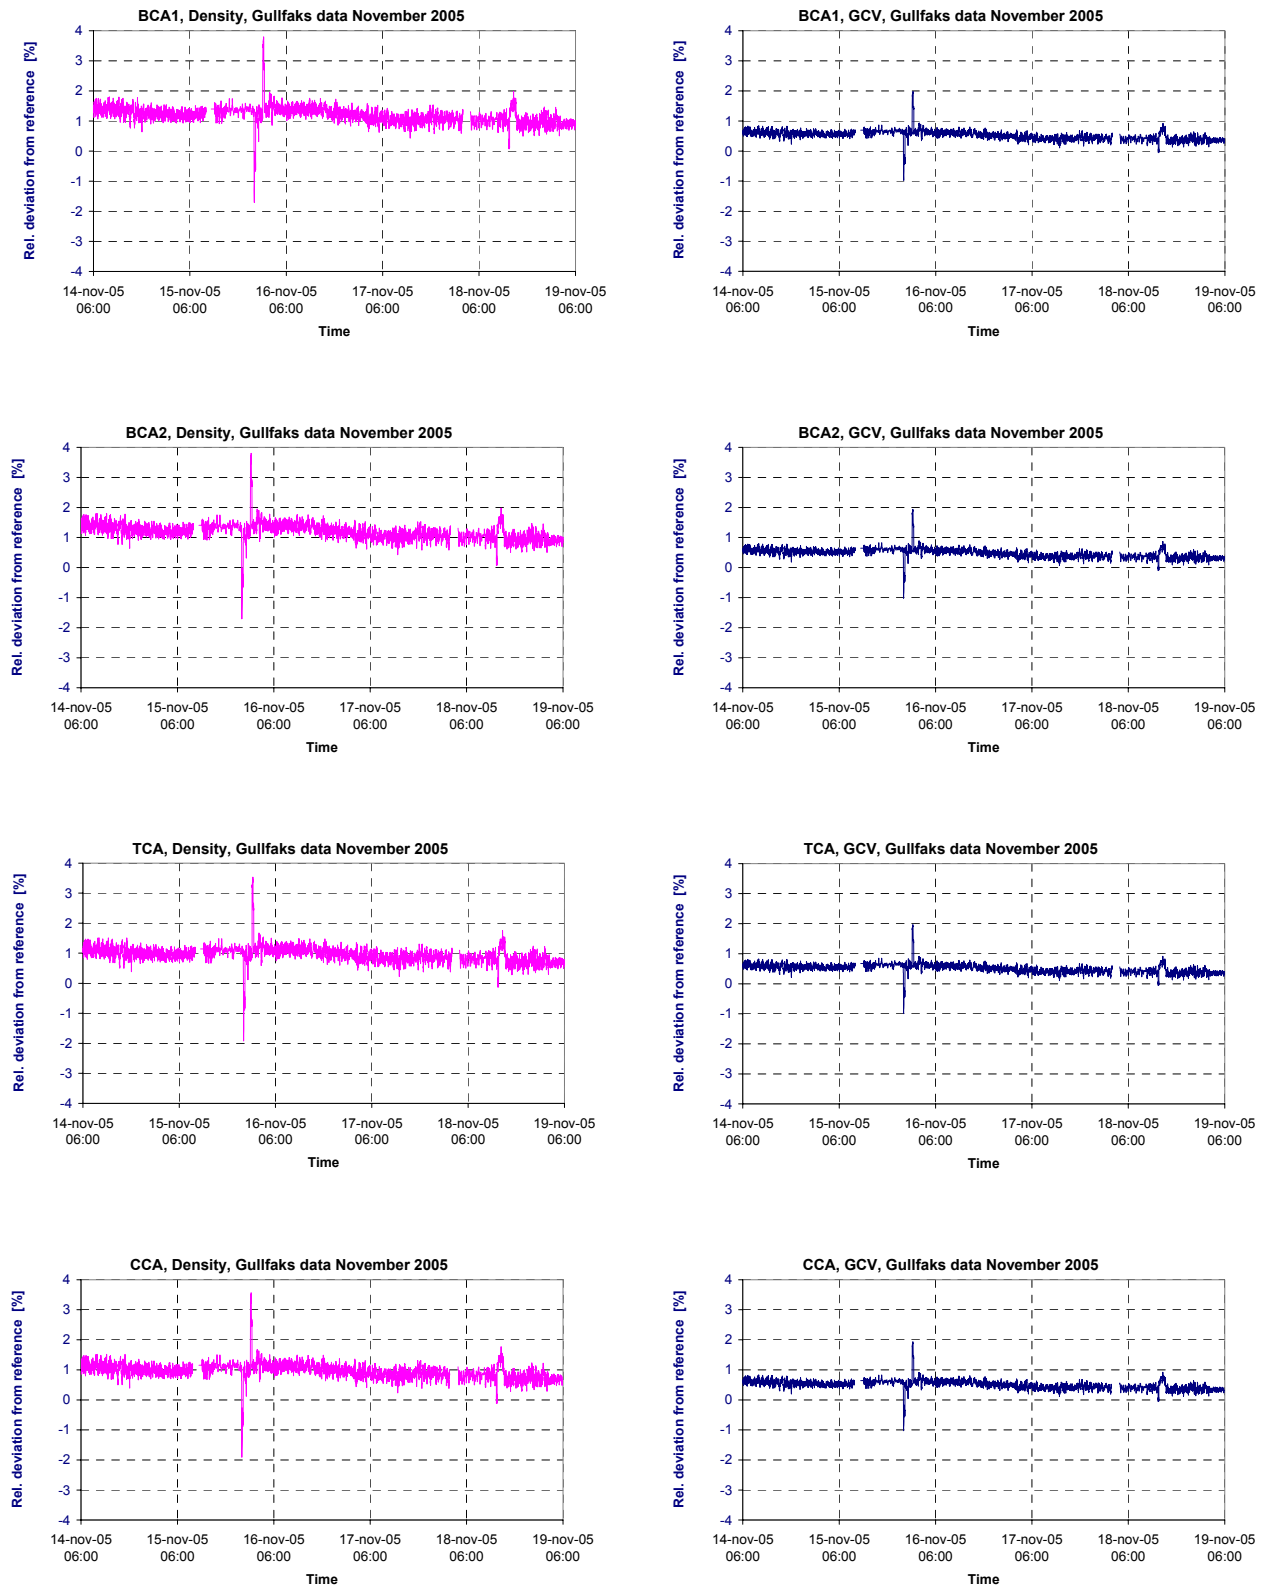 BCA1, Density, Gullfaks data November 2005
Rel. deviation from reference [%]
4
3
2
1
0
-1
-2
-3
-4
14-nov-05 15-nov-05 16-nov-05 17-nov-05 18-nov-05 19-nov-05
06:00 06:00 06:00 06:00 06:00 06:00
Time
BCA1, GCV, Gullfaks data November 2005
Rel. deviation from reference [%]
4
3
2
1
0
-1
-2
-3
-4
14-nov-05 15-nov-05 16-nov-05 17-nov-05 18-nov-05 19-nov-05
06:00 06:00 06:00 06:00 06:00 06:00
Time
BCA2, Density, Gullfaks data November 2005
Rel. deviation from reference [%]
4
3
2
1
0
-1
-2
-3
-4
14-nov-05 15-nov-05 16-nov-05 17-nov-05 18-nov-05 19-nov-05
06:00 06:00 06:00 06:00 06:00 06:00
Time
BCA2, GCV, Gullfaks data November 2005
Rel. deviation from reference [%]
4
3
2
1
0
-1
-2
-3
-4
14-nov-05 15-nov-05 16-nov-05 17-nov-05 18-nov-05 19-nov-05
06:00 06:00 06:00 06:00 06:00 06:00
Time
TCA, Density, Gullfaks data November 2005
Rel. deviation from reference [%]
4
3
2
1
0
-1
-2
-3
-4
14-nov-05 15-nov-05 16-nov-05 17-nov-05 18-nov-05 19-nov-05
06:00 06:00 06:00 06:00 06:00 06:00
Time
TCA, GCV, Gullfaks data November 2005
Rel. deviation from reference [%]
4
3
2
1
0
-1
-2
-3
-4
14-nov-05 15-nov-05 16-nov-05 17-nov-05 18-nov-05 19-nov-05
06:00 06:00 06:00 06:00 06:00 06:00
Time
CCA, Density, Gullfaks data November 2005
Rel. deviation from reference [%]
4
3
2
1
0
-1
-2
-3
-4
14-nov-05 15-nov-05 16-nov-05 17-nov-05 18-nov-05 19-nov-05
06:00 06:00 06:00 06:00 06:00 06:00
Time
CCA, GCV, Gullfaks data November 2005
Rel. deviation from reference [%]
4
3
2
1
0
-1
-2
-3
-4
14-nov-05 15-nov-05 16-nov-05 17-nov-05 18-nov-05 19-nov-05
06:00 06:00 06:00 06:00 06:00 06:00
Time